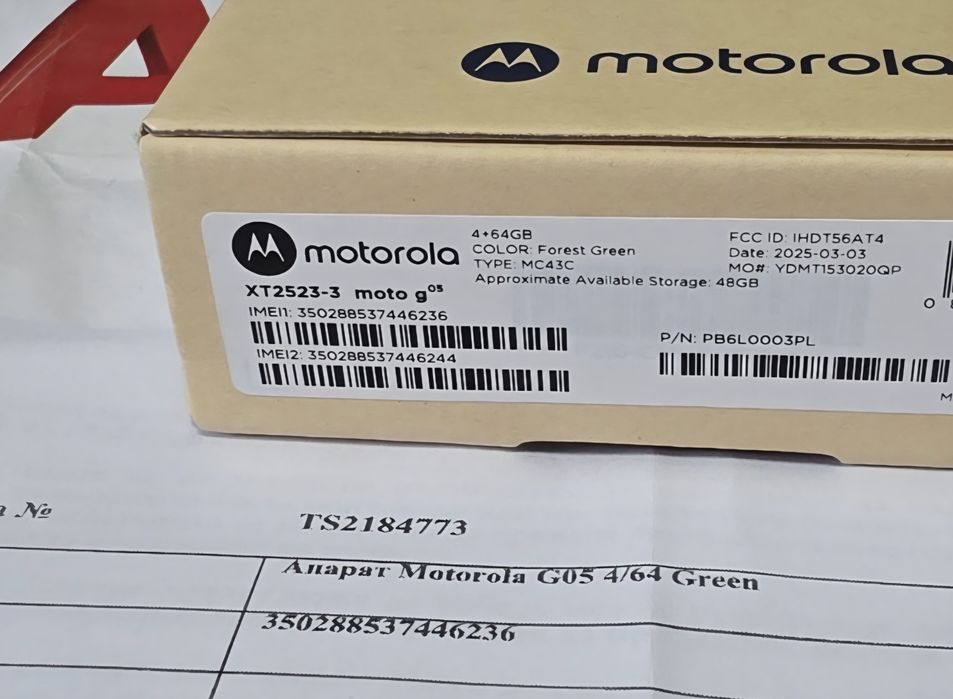 motorola
motorola
4+64GB
COLOR: Forest Green
TYPE: MC43C
Approximate Available Storage: 48GB
FCC ID: IHDT56AT4
Date: 2025-03-03
MO#: YDMT153020QP
XT2523-3 moto g05
IMEI1: 350288537446236
IMEI2: 350288537446244
P/N: PB6L0003PL
№
TS2184773
Апарат Motorola G05 4/64 Green
350288537446236